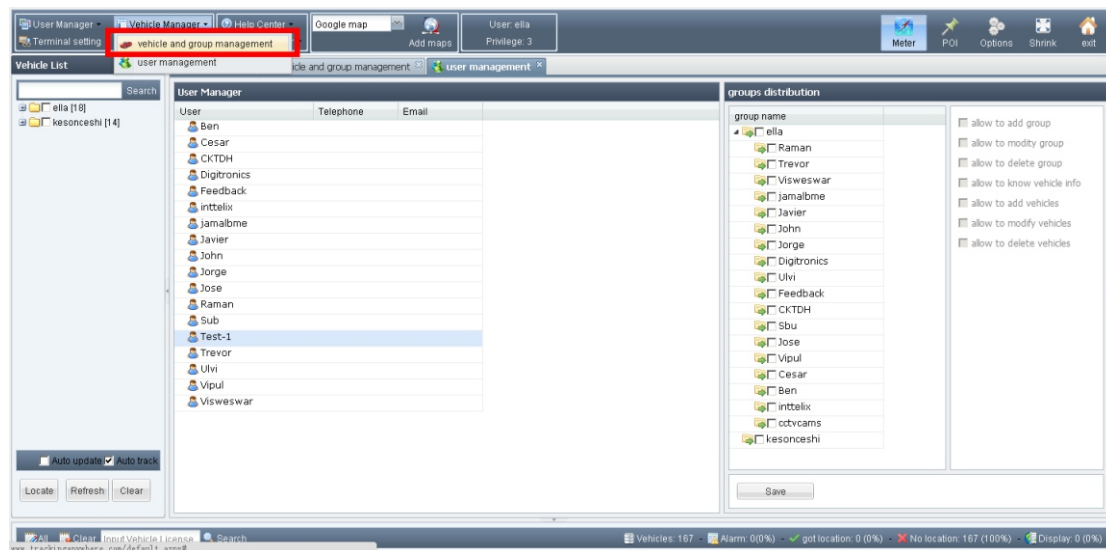 User Manager Vehicle Manager Help Center Google map User: ella
Terminal setting vehicle and group management Add maps Privilege: 3 Meter POI Options Shrink exit
Vehicle List user management icle and group management user management
Search User Manager groups distribution
ella [18] User Telephone Email group name
kesonceshi [14]
Ben
Cesar
CKTDH
Digitronics
Feedback
inttelix
jamalbme
Javier
John
Jorge
Jose
Raman
Sub
Test-1
Trevor
Ulvi
Vipul
Visweswar
ella
Raman
Trevor
Visweswar
jamalbme
Javier
John
Jorge
Digitronics
Ulvi
Feedback
CKTDH
Sbu
Jose
Vipul
Cesar
Ben
inttelix
cctvcams
kesonceshi
allow to add group
allow to modity group
allow to delete group
allow to know vehicle info
allow to add vehicles
allow to modify vehicles
allow to delete vehicles
Auto update Auto track
Locate Refresh Clear Save
All Clear Input Vehicle License Search Vehicles: 167 - Alarm: 0(0%) - got location: 0 (0%) - No location: 167 (100%) - Display: 0 (0%)